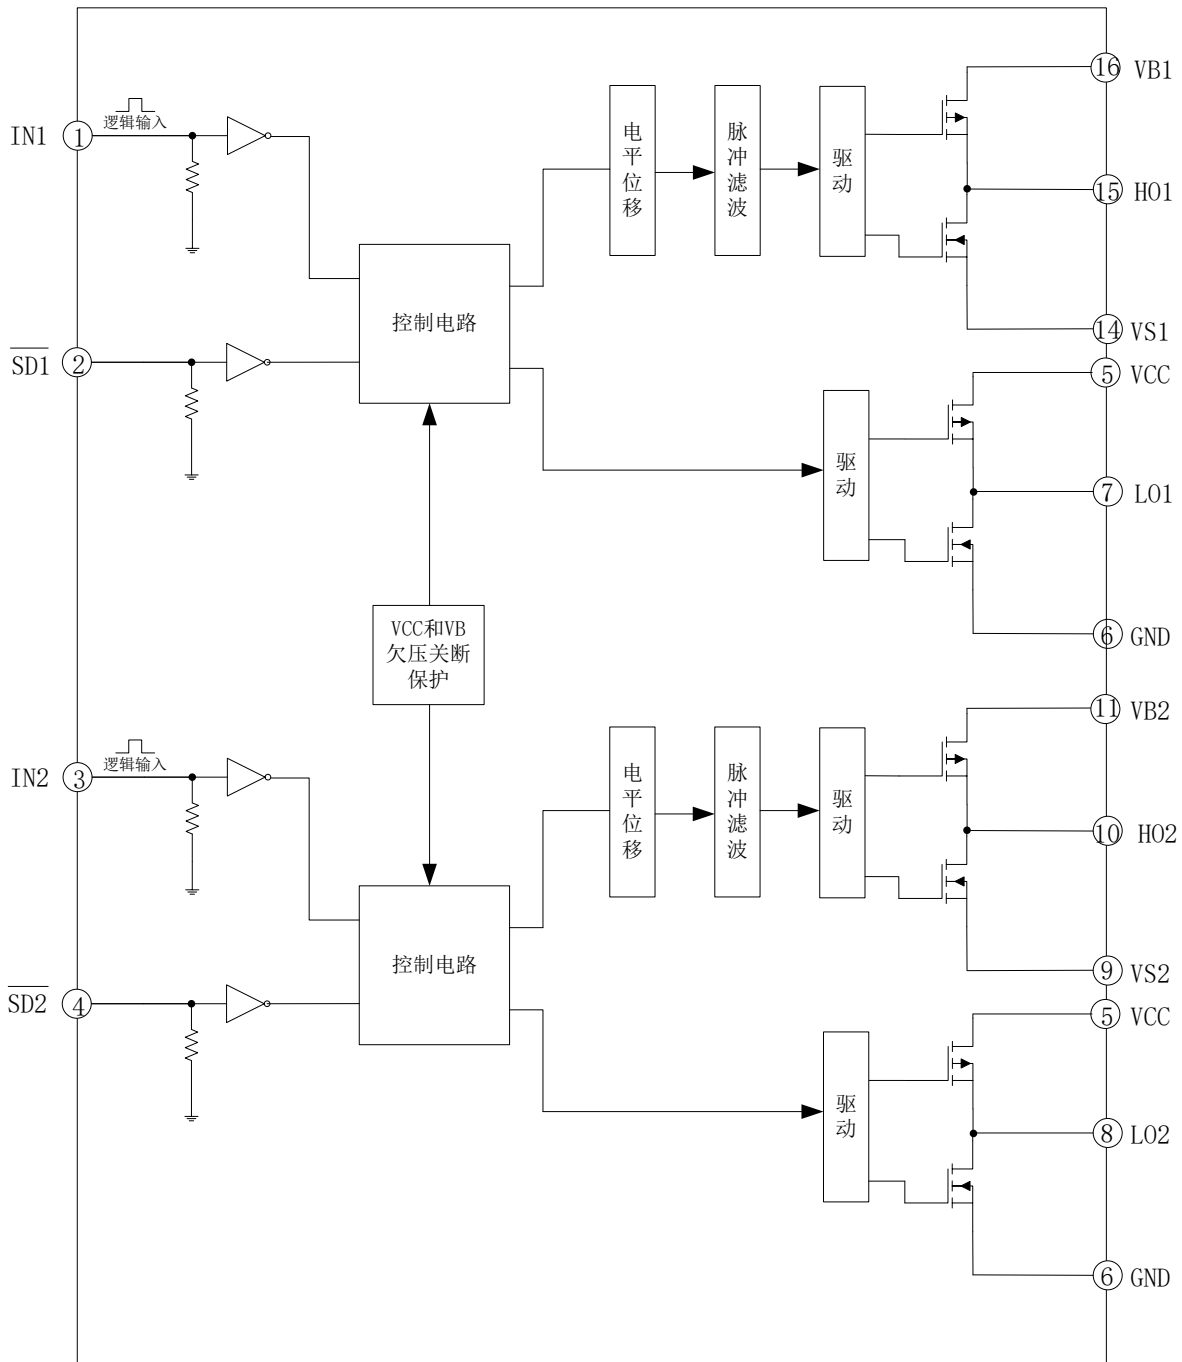 16 VB1
逻辑输入
IN1 1
电平位移
脉冲滤波
驱动
15 HO1
控制电路
14 VS1
SD1 2
5 VCC
驱动
7 LO1
VCC和VB
欠压关断
保护
6 GND
11 VB2
逻辑输入
IN2 3
电平位移
脉冲滤波
驱动
10 HO2
控制电路
9 VS2
SD2 4
5 VCC
驱动
8 LO2
6 GND